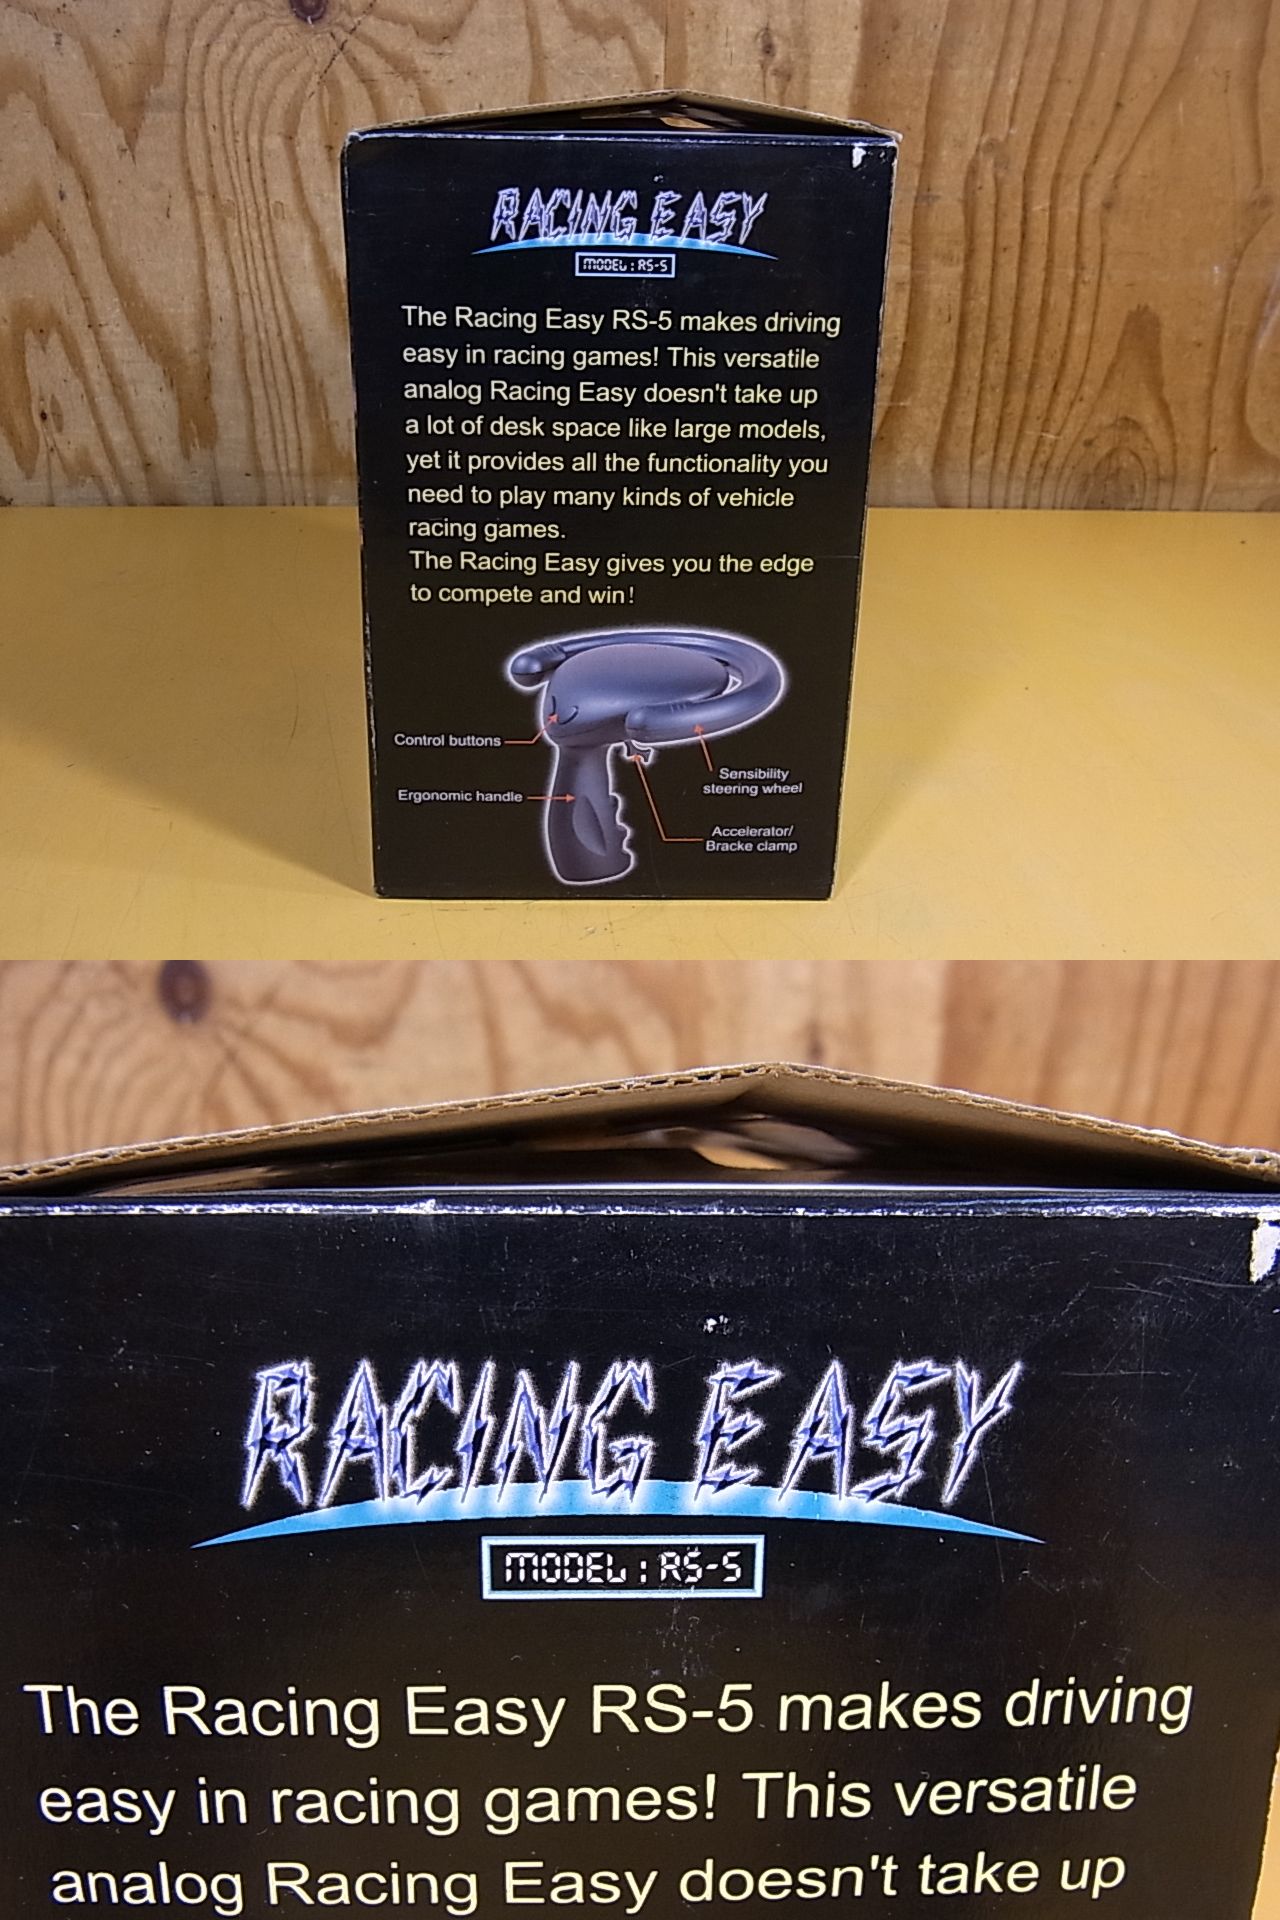 RACING EASY
MODEL : RS-5
The Racing Easy RS-5 makes driving
easy in racing games! This versatile
analog Racing Easy doesn't take up
a lot of desk space like large models,
yet it provides all the functionality you
need to play many kinds of vehicle
racing games.
The Racing Easy gives you the edge
to compete and win!
Control buttons
Ergonomic handle
Sensibility
steering wheel
Accelerator/
Bracke clamp
RACING EASY
MODEL : RS-5
The Racing Easy RS-5 makes driving
easy in racing games! This versatile
analog Racing Easy doesn't take up